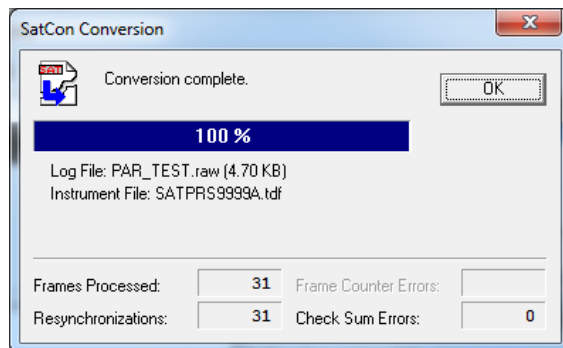 SatCon Conversion
SAT
Conversion complete.
OK
100 %
Log File: PAR_TEST.raw (4.70 KB)
Instrument File: SATPRS9999A.tdf
Frames Processed: 31 Frame Counter Errors:
Resynchronizations: 31 Check Sum Errors: 0